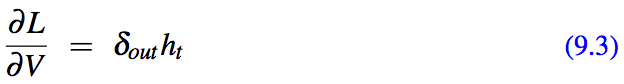 ∂L/∂V = δ_out h_t (9.3)